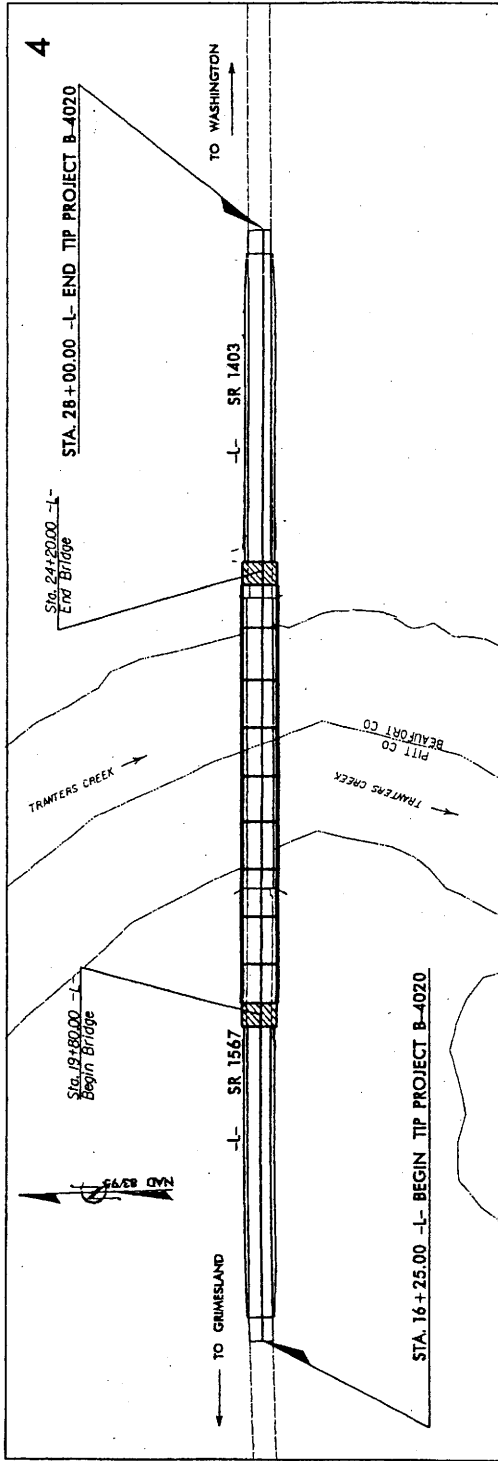 4
STA. 28+00.00 -L- END TIP PROJECT B-4020
TO WASHINGTON
Sta. 24+20.00 -L-
End Bridge
-L- SR 1403
TRANTERS CREEK
PITT CO
BEAUFORT CO
TRANTERS CREEK
Sta. 19+80.00 -L-
Begin Bridge
-L- SR 1567
NAD 83/95
TO GRIMESLAND
STA. 16+25.00 -L- BEGIN TIP PROJECT B-4020